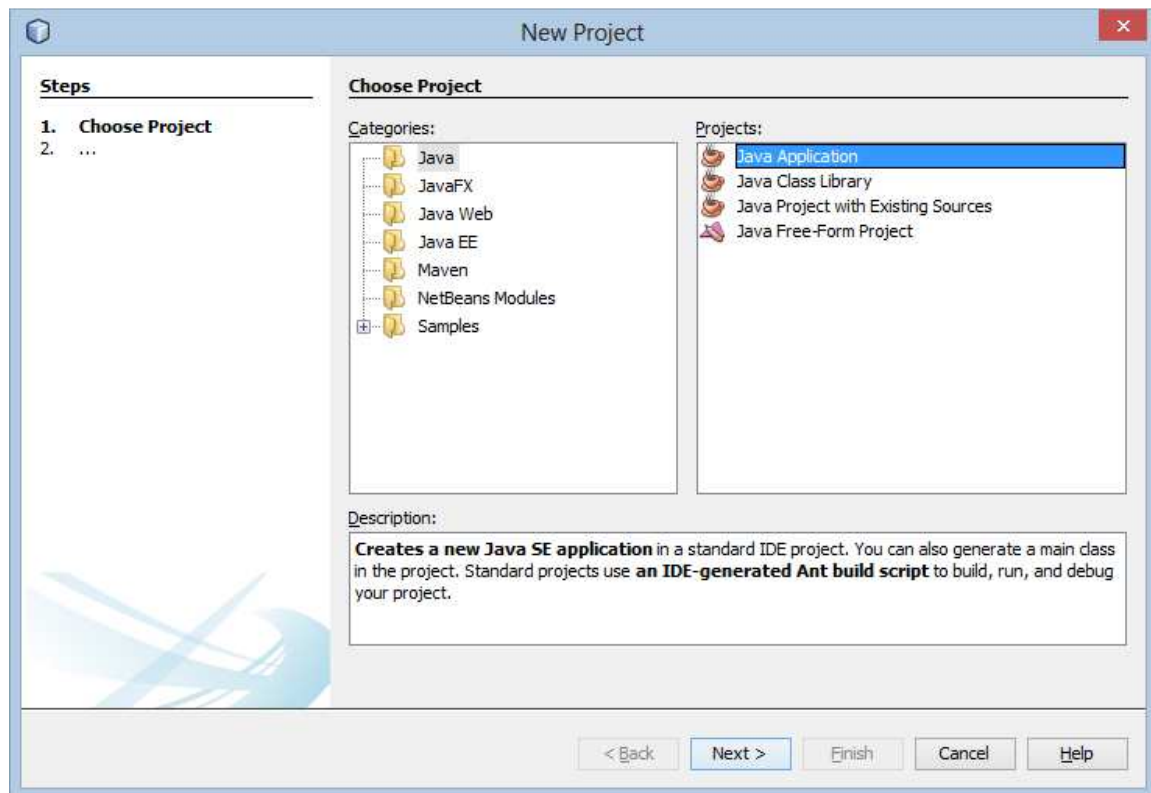 New Project
Steps
1. Choose Project
2. ...
Choose Project
Categories:
Java
JavaFX
Java Web
Java EE
Maven
NetBeans Modules
Samples
Projects:
Java Application
Java Class Library
Java Project with Existing Sources
Java Free-Form Project
Description:
Creates a new Java SE application in a standard IDE project. You can also generate a main class
in the project. Standard projects use an IDE-generated Ant build script to build, run, and debug
your project.
< Back Next > Finish Cancel Help